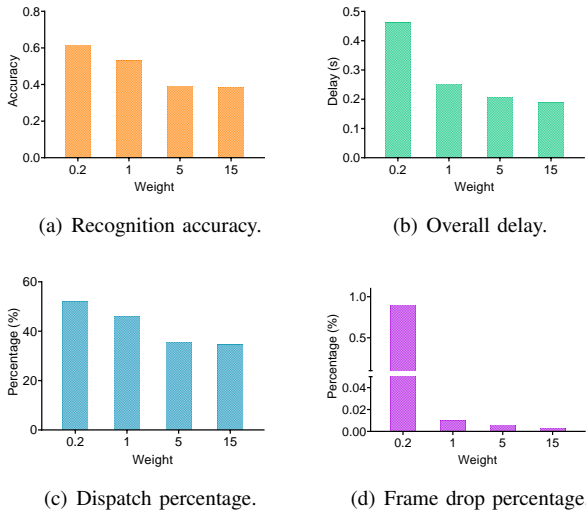 0.8
0.6
0.4
0.2
0.0
Accuracy
0.2 1 5 15
Weight
(a) Recognition accuracy.
0.5
0.4
0.3
0.2
0.1
0.0
Delay (s)
0.2 1 5 15
Weight
(b) Overall delay.
60
40
20
0
Percentage (%)
0.2 1 5 15
Weight
(c) Dispatch percentage.
1.0
0.5
0.04
0.02
0.00
Percentage (%)
0.2 1 5 15
Weight
(d) Frame drop percentage